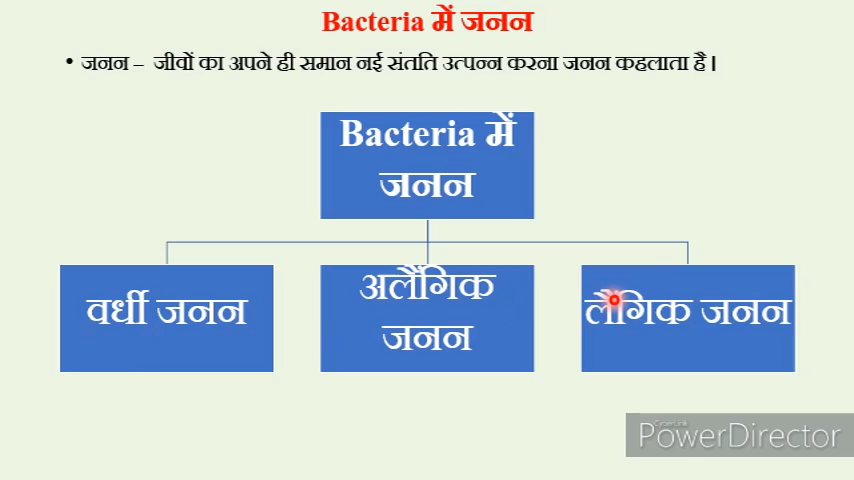 Bacteria में जनन
• जनन – जीवों का अपने ही समान नई संतति उत्पन्न करना जनन कहलाता है।
Bacteria में
जनन
वर्धी जनन
अलैंगिक
जनन
लैंगिक जनन
CyberLink
PowerDirector